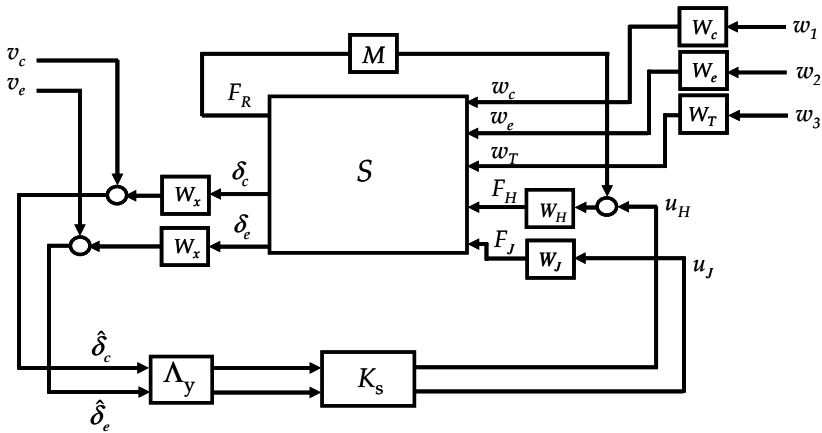 W_c w_1
v_c M
W_e w_2
v_e F_R w_c
W_T w_3
w_e
w_T
S
δ_c W_x
F_H W_H u_H
δ_e W_x
F_J W_J u_J
δ̂_c
Λ_y K_s
δ̂_e